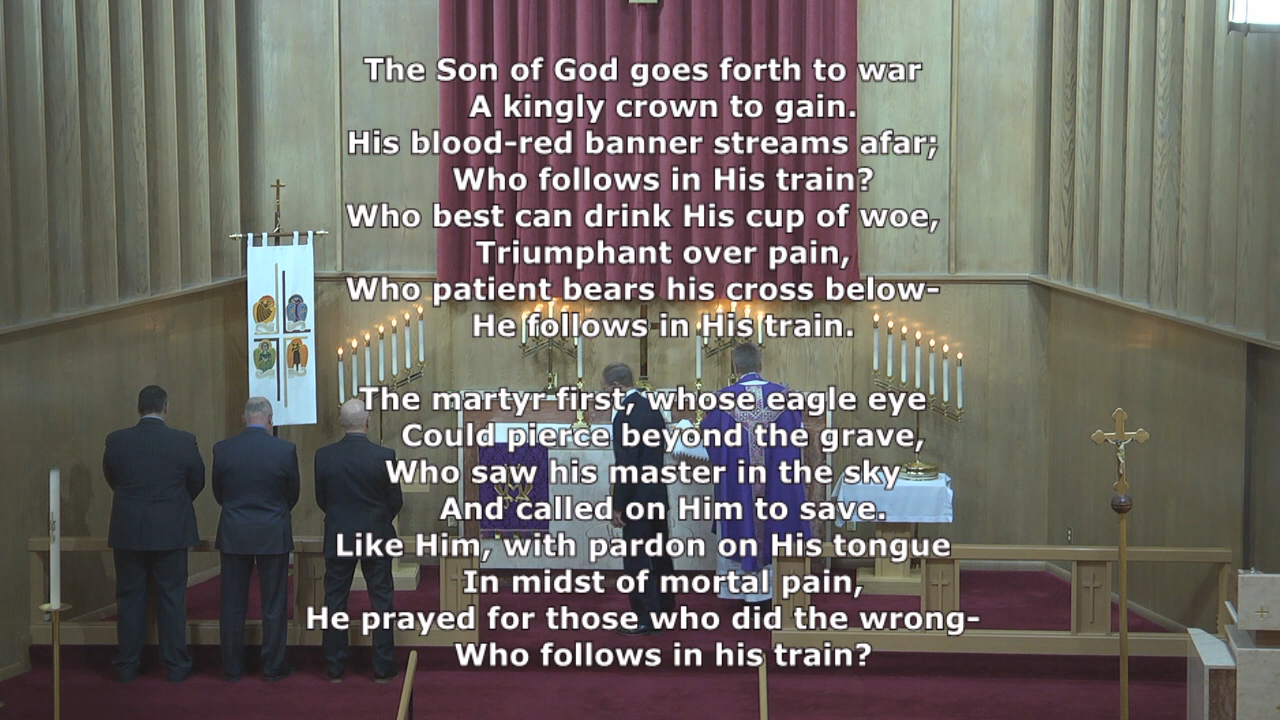 The Son of God goes forth to war
A kingly crown to gain.
His blood-red banner streams afar;
Who follows in His train?
Who best can drink His cup of woe,
Triumphant over pain,
Who patient bears his cross below-
He follows in His train.
The martyr first, whose eagle eye
Could pierce beyond the grave,
Who saw his master in the sky
And called on Him to save.
Like Him, with pardon on His tongue
In midst of mortal pain,
He prayed for those who did the wrong-
Who follows in his train?